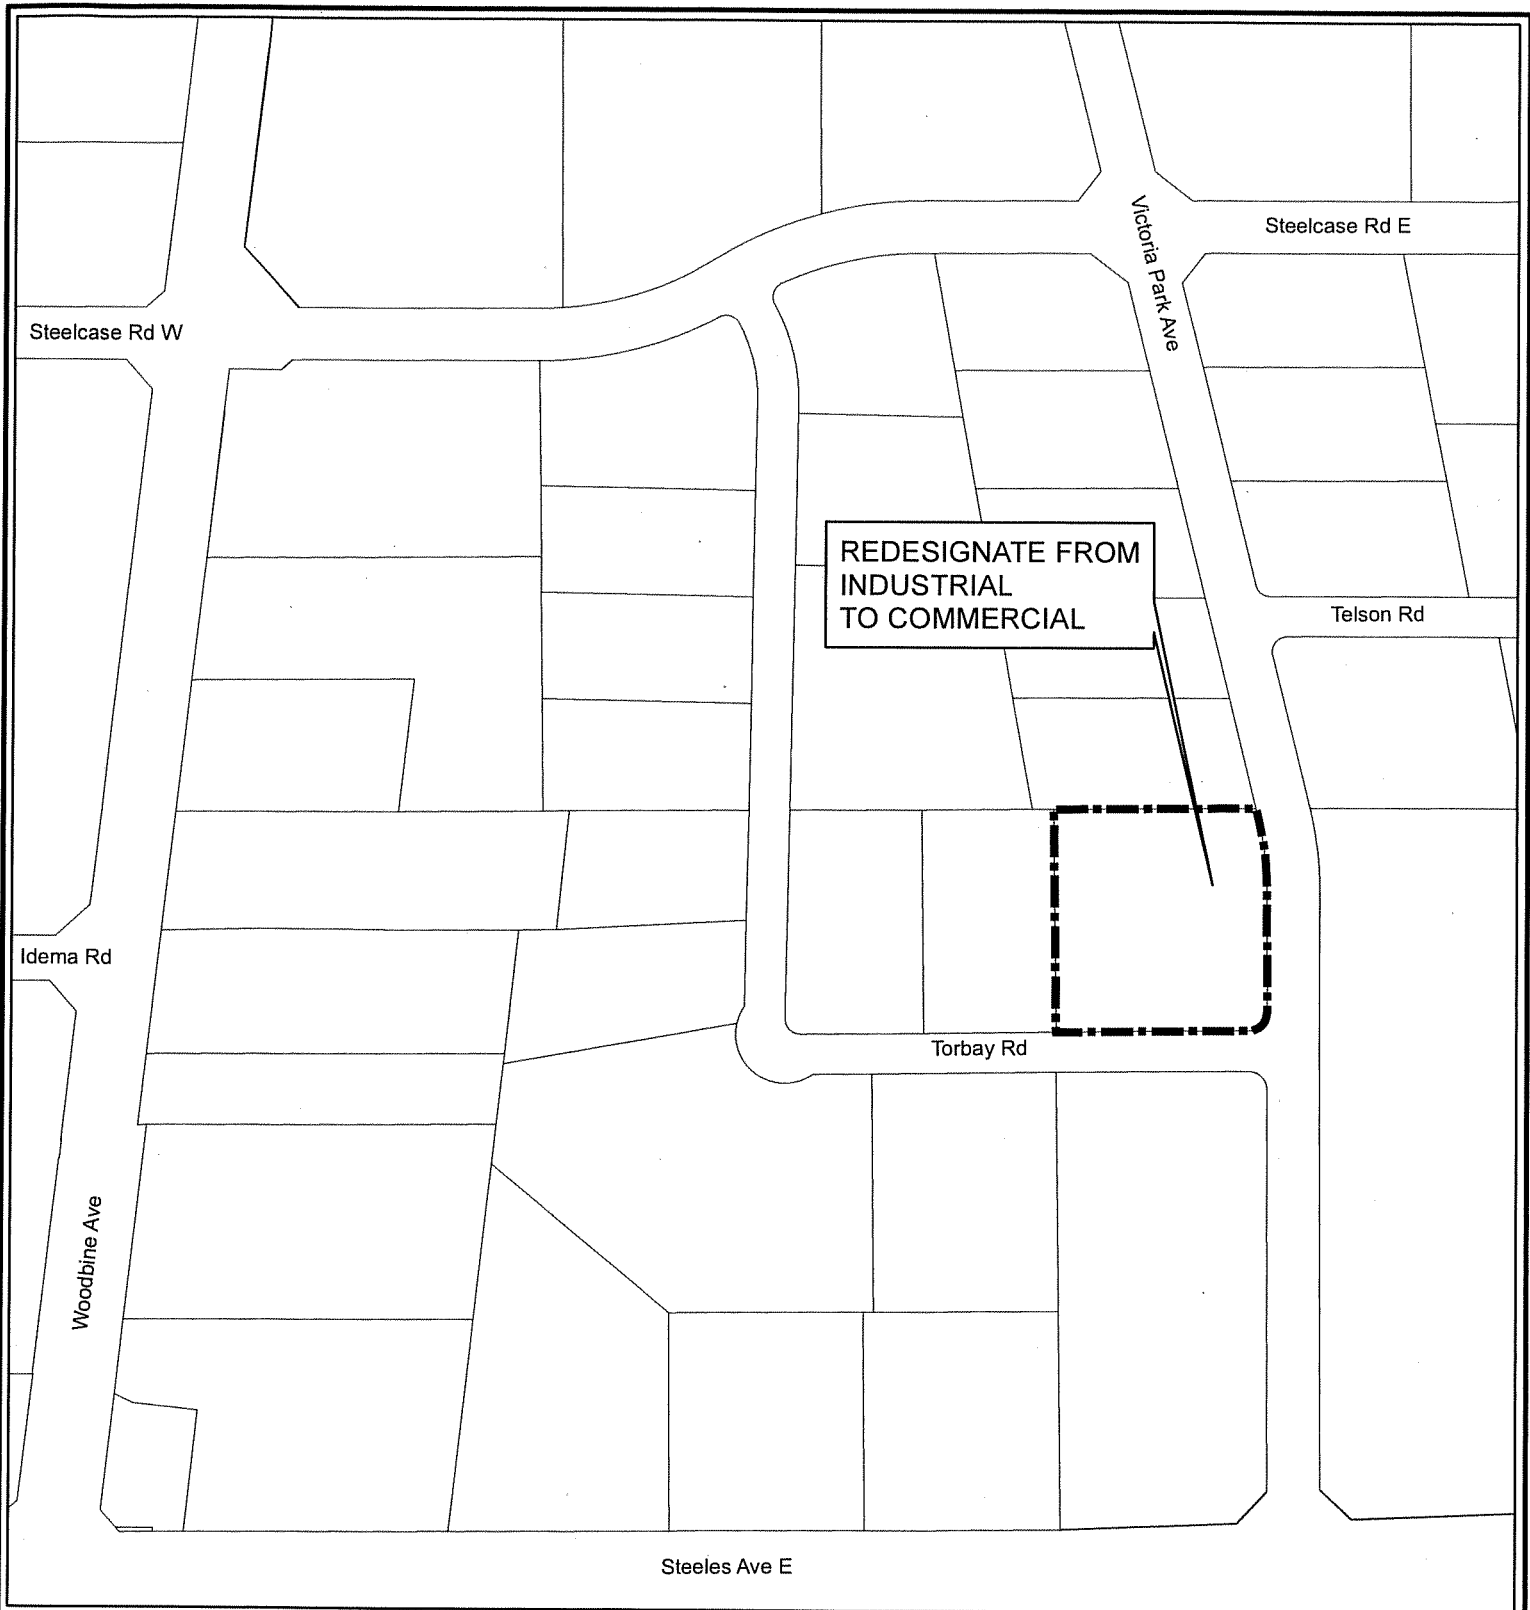 Victoria Park Ave
Steelcase Rd E
Steelcase Rd W
REDESIGNATE FROM
INDUSTRIAL
TO COMMERCIAL
Telson Rd
Idema Rd
Torbay Rd
Woodbine Ave
Steeles Ave E